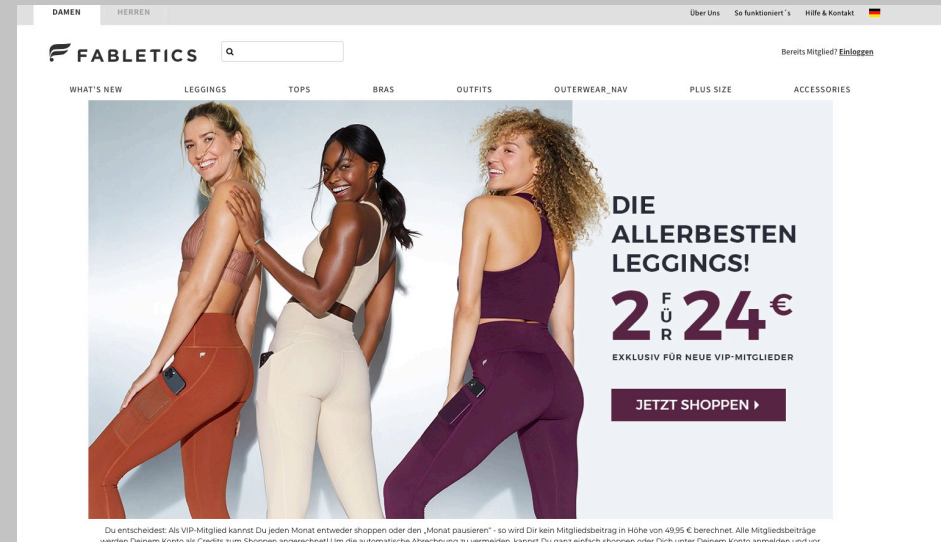 DAMEN HERREN Über Uns So funktioniert´s Hilfe & Kontakt
FABLETICS Bereits Mitglied? Einloggen
WHAT'S NEW LEGGINGS TOPS BRAS OUTFITS OUTERWEAR_NAV PLUS SIZE ACCESSORIES
DIE
ALLERBESTEN
LEGGINGS!
2 FÜR 24€
EXKLUSIV FÜR NEUE VIP-MITGLIEDER
JETZT SHOPPEN
Du entscheidest: Als VIP-Mitglied kannst Du jeden Monat entweder shoppen oder den „Monat pausieren" - so wird Dir kein Mitgliedsbeitrag in Höhe von 49,95 € berechnet. Alle Mitgliedsbeiträge
werden Deinem Konto als Credits zum Shoppen angerechnet! Um die automatische Abrechnung zu vermeiden, kannst Du ganz einfach shoppen oder Dich unter Deinem Konto anmelden und vor